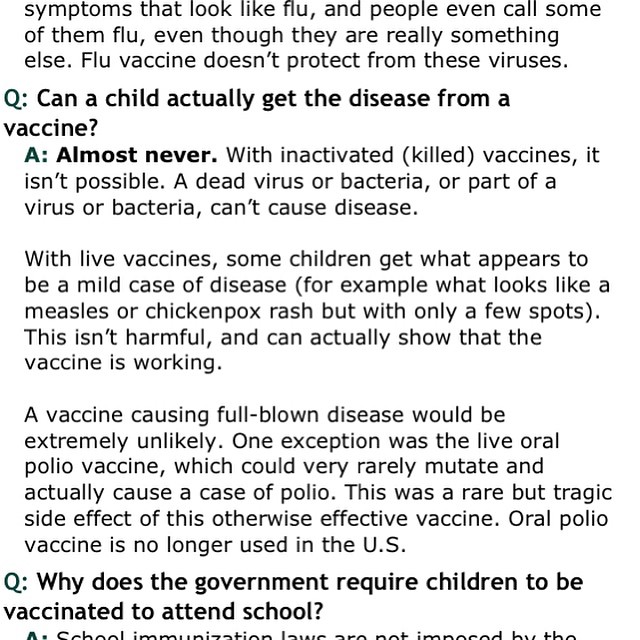 symptoms that look like flu, and people even call some
of them flu, even though they are really something
else. Flu vaccine doesn’t protect from these viruses.
Q: Can a child actually get the disease from a
vaccine?
A: Almost never. With inactivated (killed) vaccines, it
isn’t possible. A dead virus or bacteria, or part of a
virus or bacteria, can’t cause disease.
With live vaccines, some children get what appears to
be a mild case of disease (for example what looks like a
measles or chickenpox rash but with only a few spots).
This isn’t harmful, and can actually show that the
vaccine is working.
A vaccine causing full-blown disease would be
extremely unlikely. One exception was the live oral
polio vaccine, which could very rarely mutate and
actually cause a case of polio. This was a rare but tragic
side effect of this otherwise effective vaccine. Oral polio
vaccine is no longer used in the U.S.
Q: Why does the government require children to be
vaccinated to attend school?
A: School immunization laws are not imposed by the